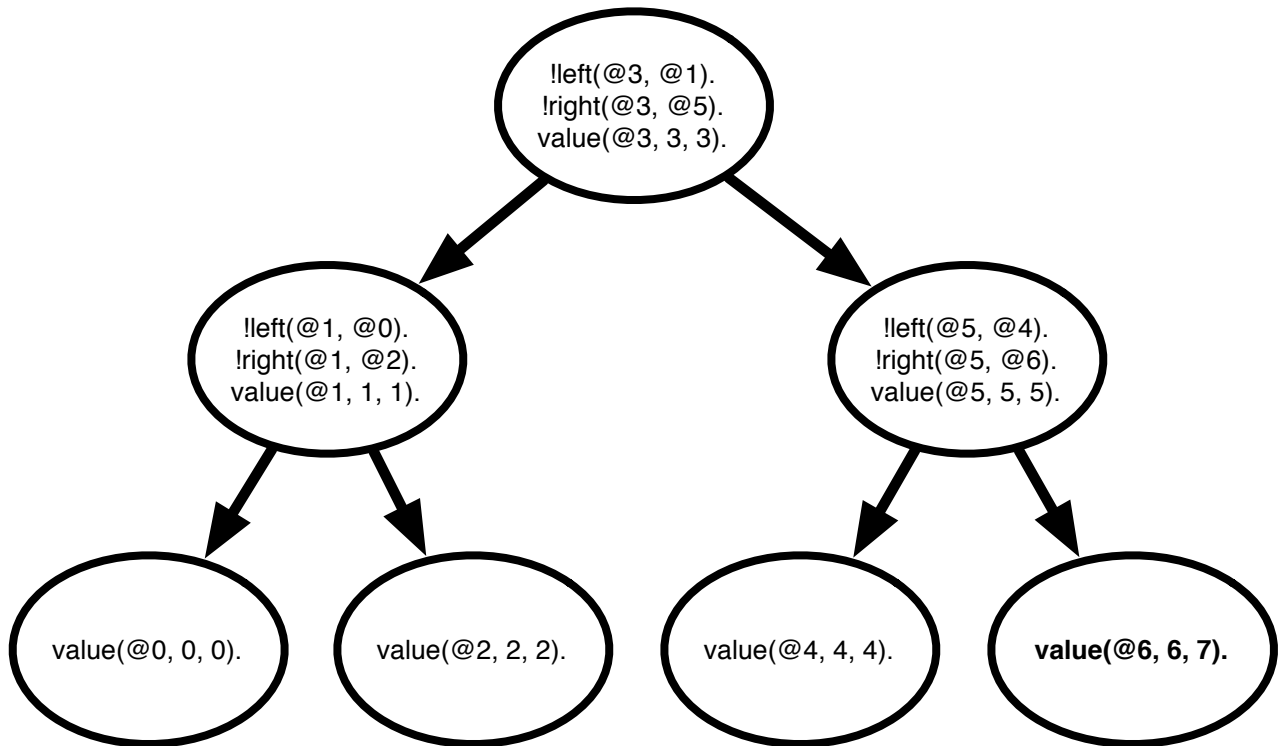 !left(@3, @1).
!right(@3, @5).
value(@3, 3, 3).
!left(@1, @0).
!right(@1, @2).
value(@1, 1, 1).
!left(@5, @4).
!right(@5, @6).
value(@5, 5, 5).
value(@0, 0, 0).
value(@2, 2, 2).
value(@4, 4, 4).
value(@6, 6, 7).